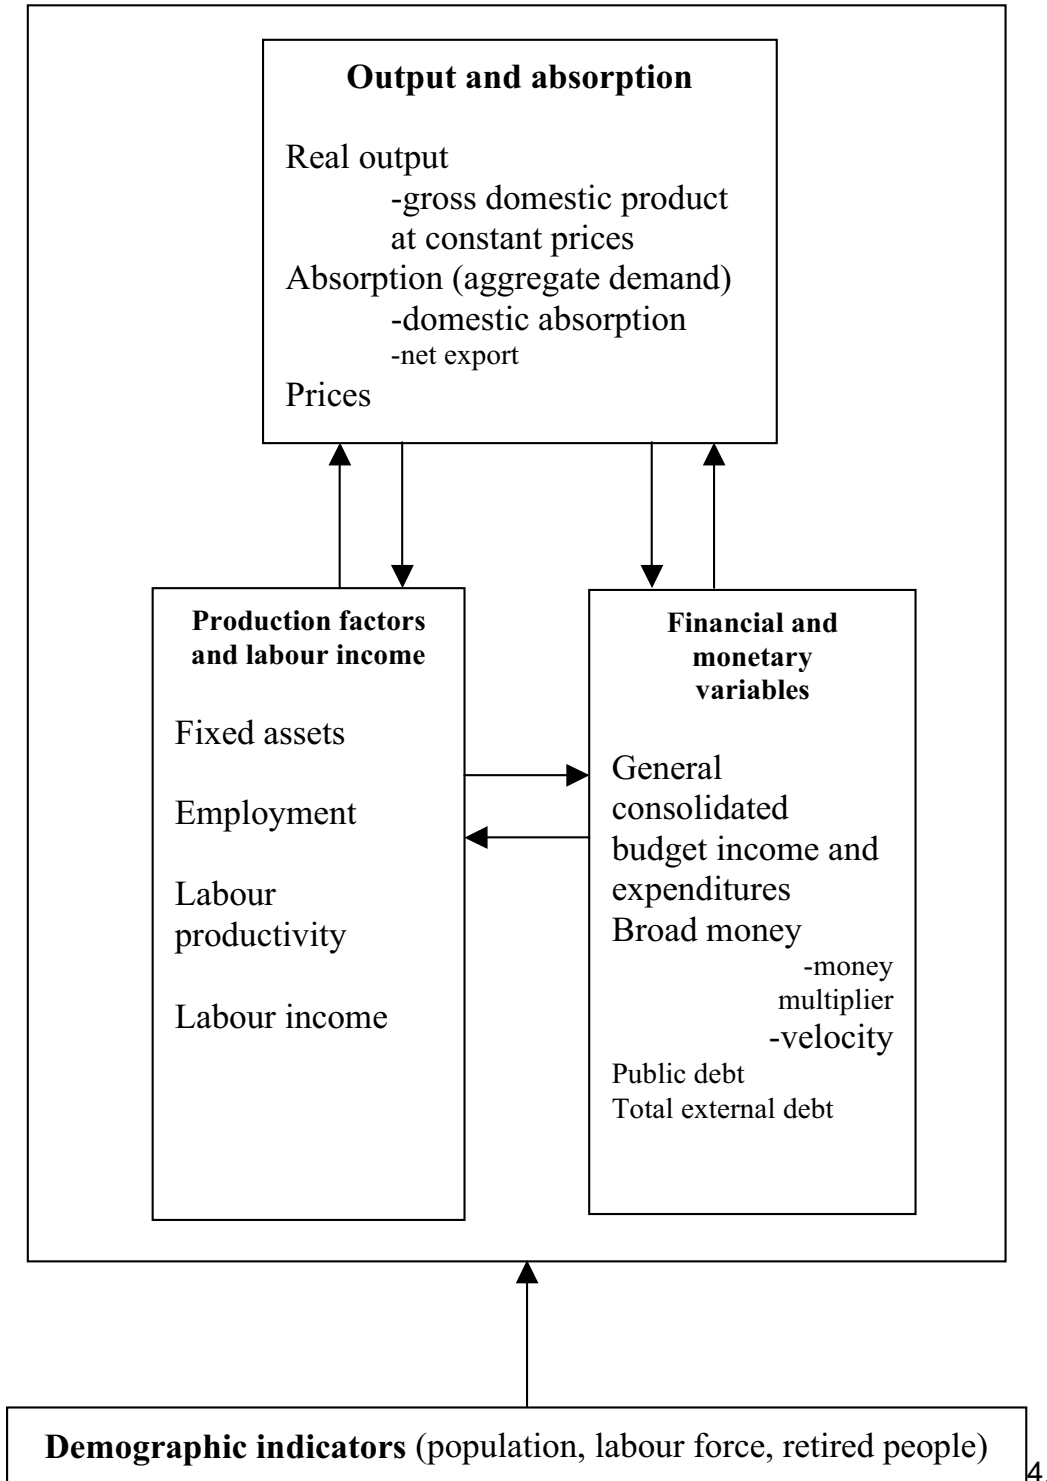 Output and absorption
Real output
-gross domestic product
at constant prices
Absorption (aggregate demand)
-domestic absorption
-net export
Prices
Production factors
and labour income
Fixed assets
Employment
Labour
productivity
Labour income
Financial and
monetary
variables
General
consolidated
budget income and
expenditures
Broad money
-money
multiplier
-velocity
Public debt
Total external debt
Demographic indicators (population, labour force, retired people)
4